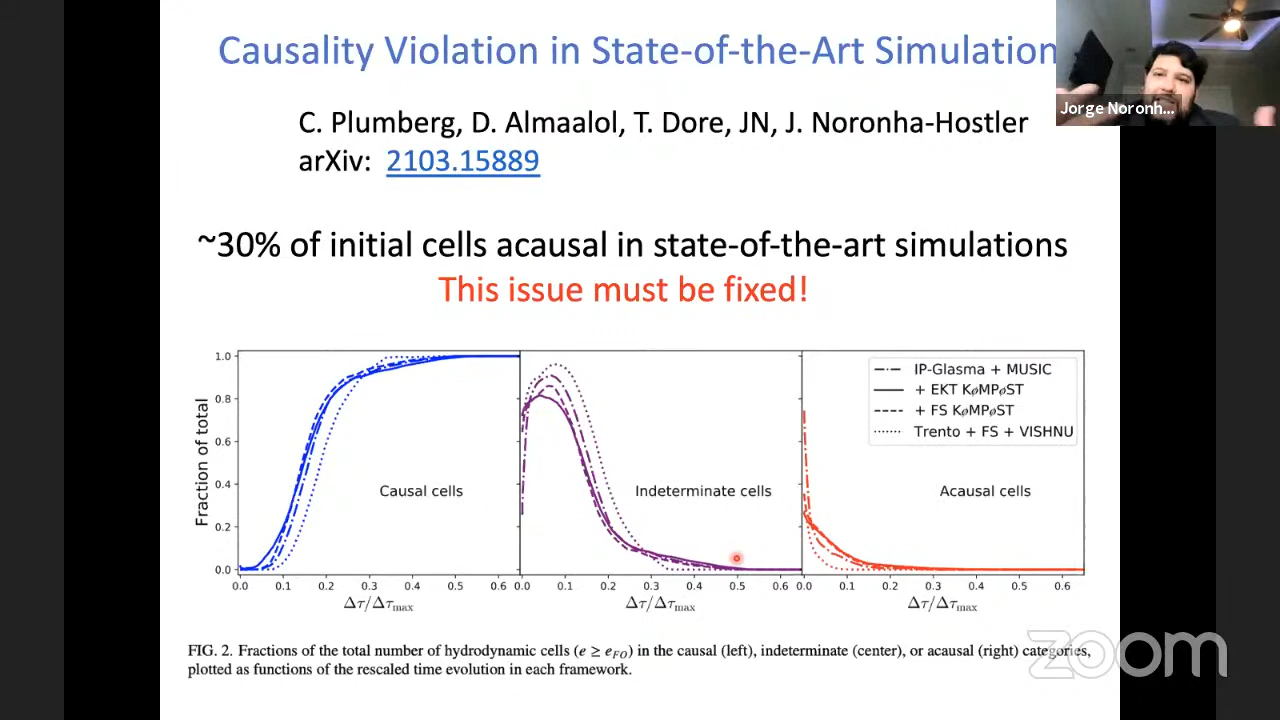 Causality Violation in State-of-the-Art Simulation
Jorge Noronh...
C. Plumberg, D. Almaalol, T. Dore, JN, J. Noronha-Hostler
arXiv: 2103.15889
~30% of initial cells acausal in state-of-the-art simulations
This issue must be fixed!
Fraction of total
1.0
0.8
0.6
0.4
0.2
0.0
Causal cells
0.0 0.1 0.2 0.3 0.4 0.5 0.6
Δτ/Δτmax
Indeterminate cells
0.0 0.1 0.2 0.3 0.4 0.5 0.6
Δτ/Δτmax
IP-Glasma + MUSIC
+ EKT KøMPøST
+ FS KøMPøST
Trento + FS + VISHNU
Acausal cells
0.0 0.1 0.2 0.3 0.4 0.5 0.6
Δτ/Δτmax
FIG. 2. Fractions of the total number of hydrodynamic cells (e ≥ eFO) in the causal (left), indeterminate (center), or acausal (right) categories,
plotted as functions of the rescaled time evolution in each framework.
zoom